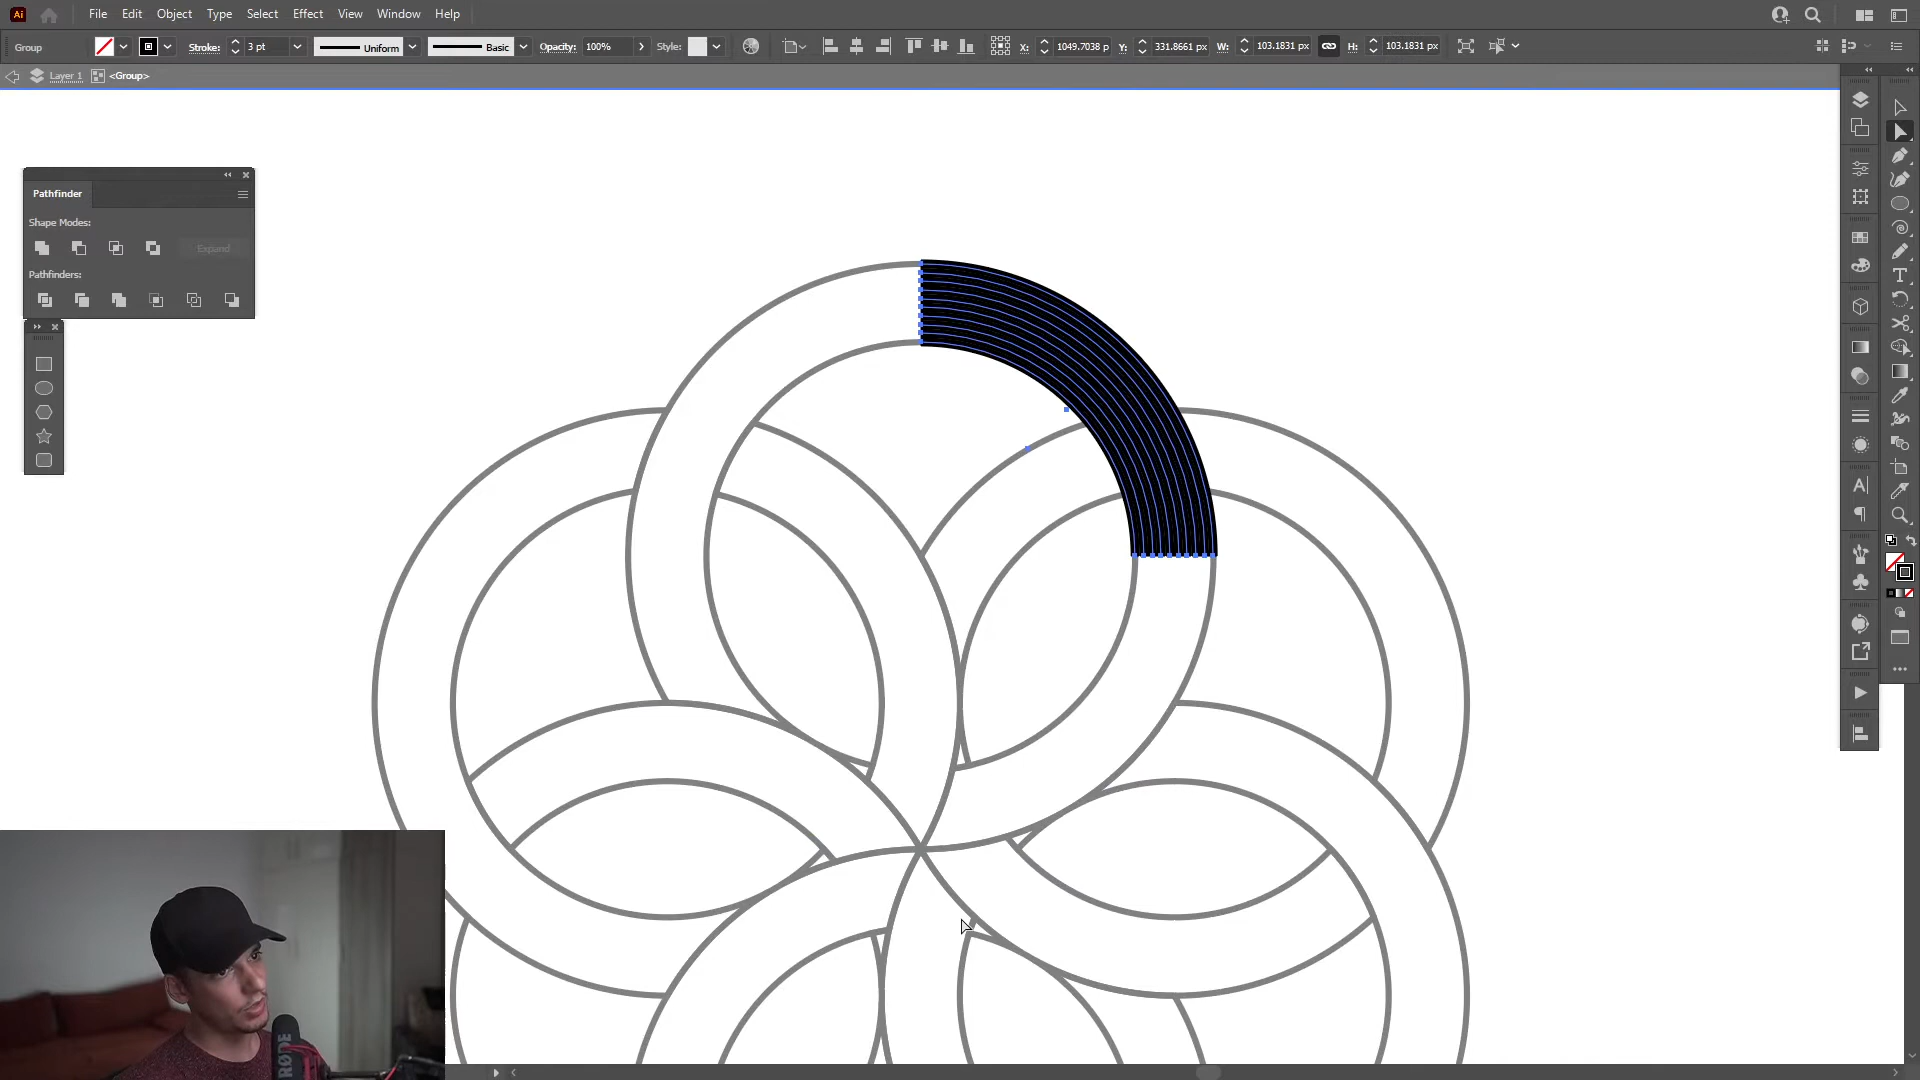 Ai File Edit Object Type Select Effect View Window Help
Group Stroke: 3 pt Uniform Basic Opacity: 100% Style: X: 1049.7038 p Y: 331.8661 px W: 103.1831 px H: 103.1831 px
Layer 1 <Group>
Pathfinder
Shape Modes:
Expand
Pathfinders:
RØDE